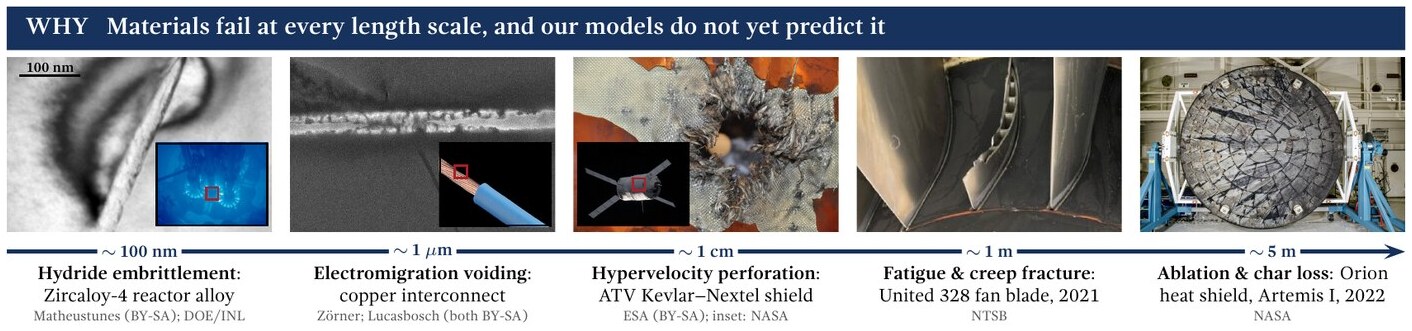 WHY Materials fail at every length scale, and our models do not yet predict it
100 nm
~ 100 nm
~ 1 μm
~ 1 cm
~ 1 m
~ 5 m
Hydride embrittlement:
Zircaloy-4 reactor alloy
Matheustunes (BY-SA); DOE/INL
Electromigration voiding:
copper interconnect
Zörner; Lucasbosch (both BY-SA)
Hypervelocity perforation:
ATV Kevlar–Nextel shield
ESA (BY-SA); inset: NASA
Fatigue & creep fracture:
United 328 fan blade, 2021
NTSB
Ablation & char loss: Orion
heat shield, Artemis I, 2022
NASA